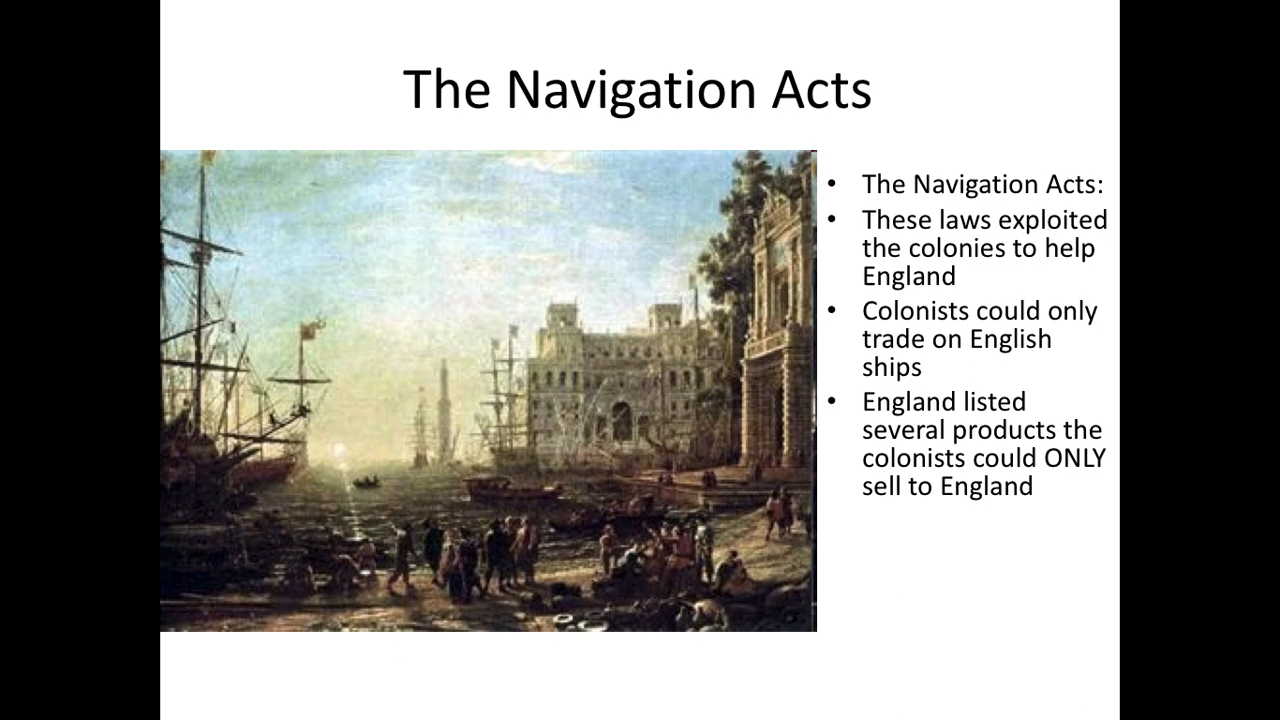 The Navigation Acts
• The Navigation Acts:
• These laws exploited
the colonies to help
England
• Colonists could only
trade on English
ships
• England listed
several products the
colonists could ONLY
sell to England